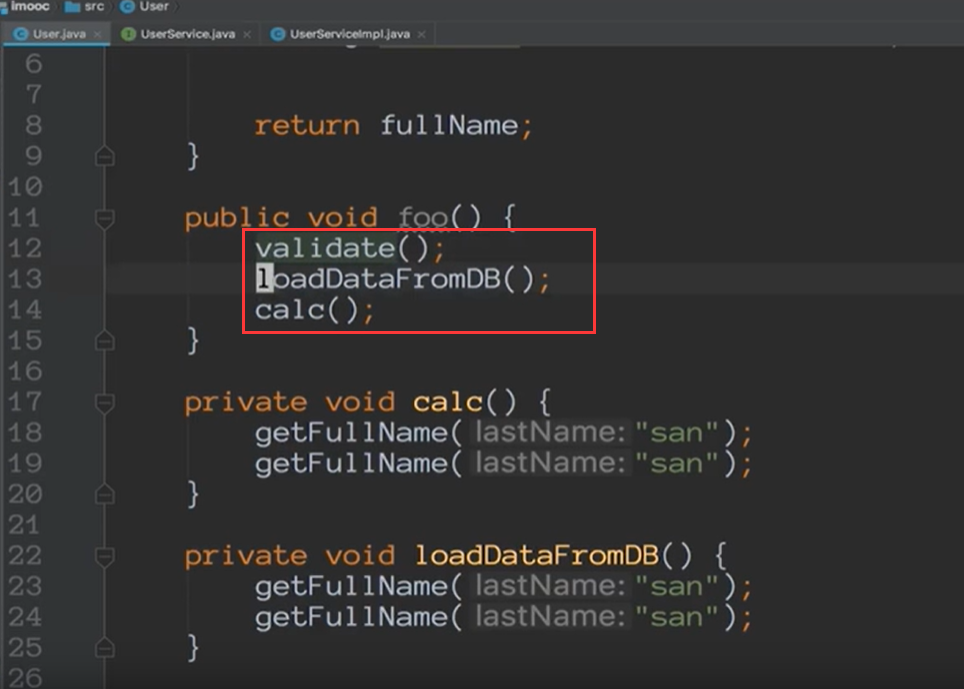 imooc src User
User.java UserService.java UserServiceImpl.java
6
7
8 return fullName;
9 }
10
11 public void foo() {
12 validate();
13 loadDataFromDB();
14 calc();
15 }
16
17 private void calc() {
18 getFullName( lastName: "san");
19 getFullName( lastName: "san");
20 }
21
22 private void loadDataFromDB() {
23 getFullName( lastName: "san");
24 getFullName( lastName: "san");
25 }
26